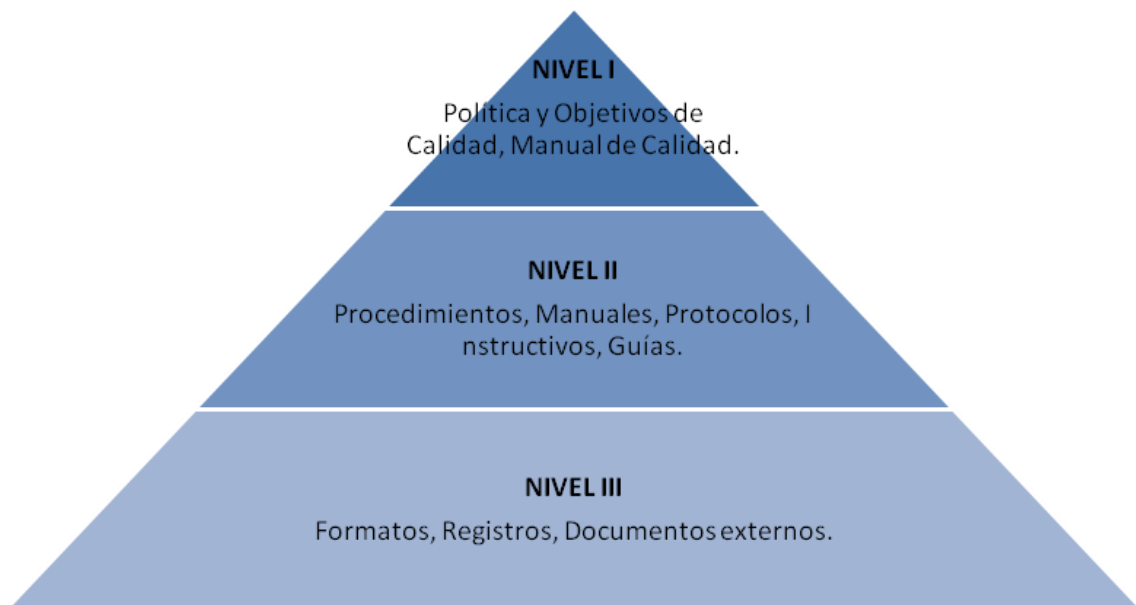 NIVEL I
Política y Objetivos de
Calidad, Manual de Calidad.
NIVEL II
Procedimientos, Manuales, Protocolos, I
nstructivos, Guías.
NIVEL III
Formatos, Registros, Documentos externos.